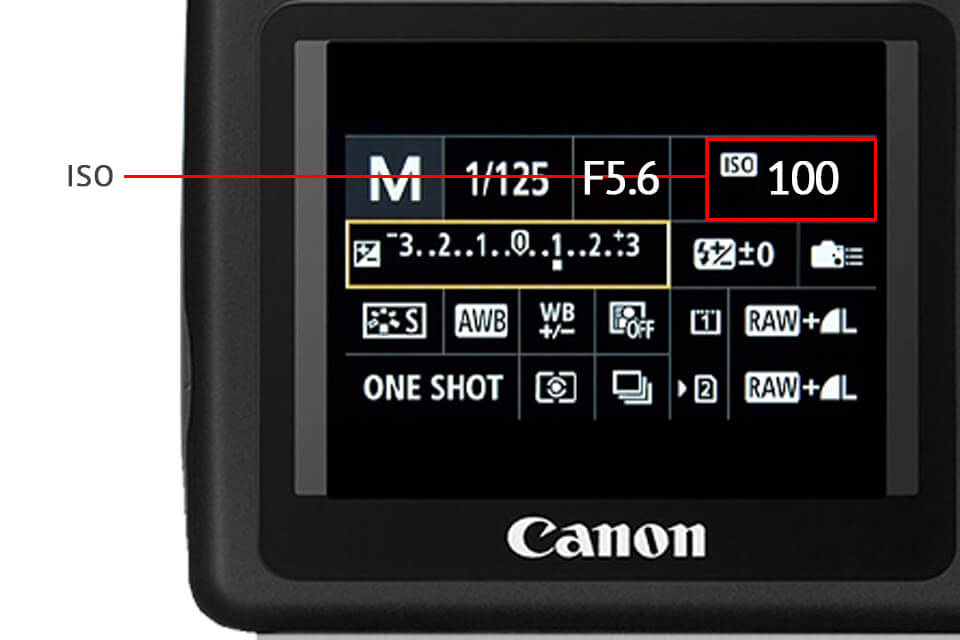 ISO
M 1/125 F5.6 ISO 100
-3..2..1..0..1..2..+3 ±0
S AWB WB +/- OFF 1 RAW+L
ONE SHOT 2 RAW+L
Canon